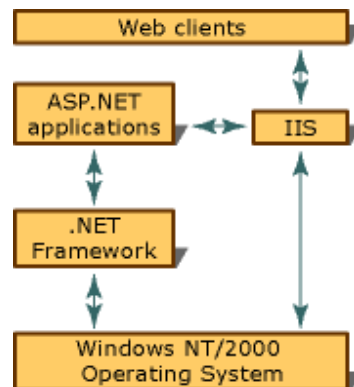 Web clients
ASP.NET
applications
IIS
.NET
Framework
Windows NT/2000
Operating System